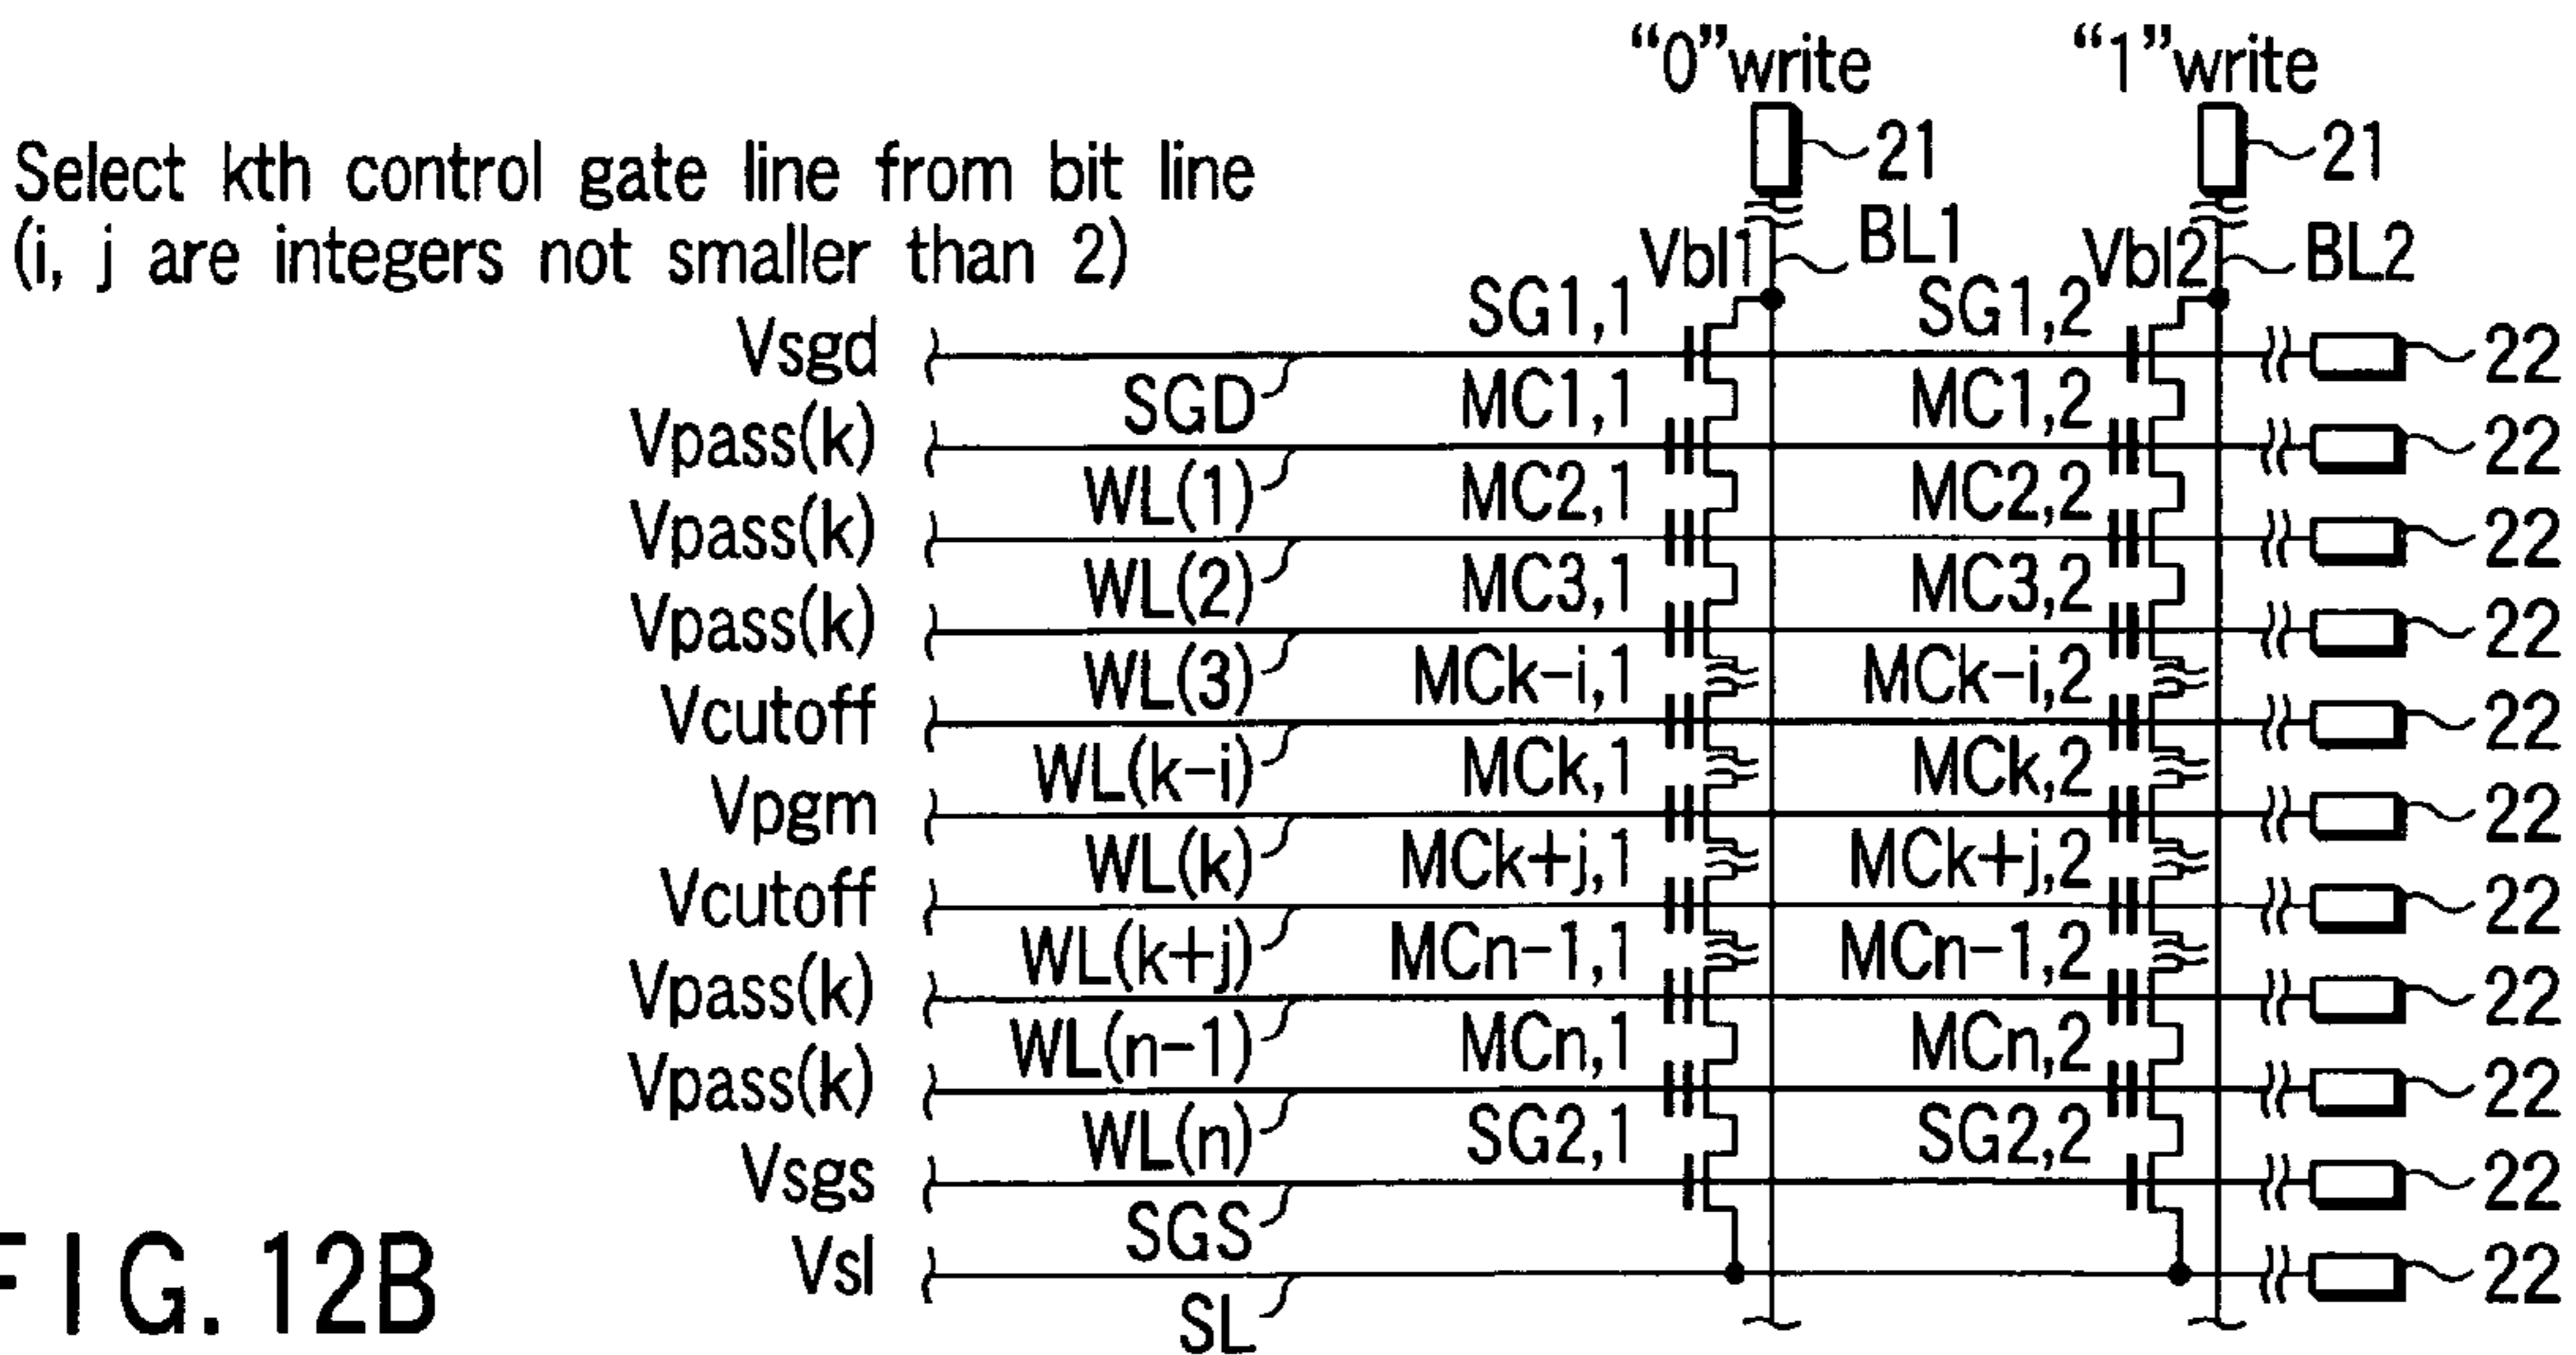 “0”write “1”write
21 21
Select kth control gate line from bit line
(i, j are integers not smaller than 2)
Vbl1 BL1 Vbl2 BL2
SG1,1 SG1,2
Vsgd 22
SGD MC1,1 MC1,2
Vpass(k) 22
WL(1) MC2,1 MC2,2
Vpass(k) 22
WL(2) MC3,1 MC3,2
Vpass(k) 22
WL(3) MCk-i,1 MCk-i,2
Vcutoff 22
WL(k-i) MCk,1 MCk,2
Vpgm 22
WL(k) MCk+j,1 MCk+j,2
Vcutoff 22
WL(k+j) MCn-1,1 MCn-1,2
Vpass(k) 22
WL(n-1) MCn,1 MCn,2
Vpass(k) 22
WL(n) SG2,1 SG2,2
Vsgs 22
SGS
Vsl 22
SL
FIG. 12B